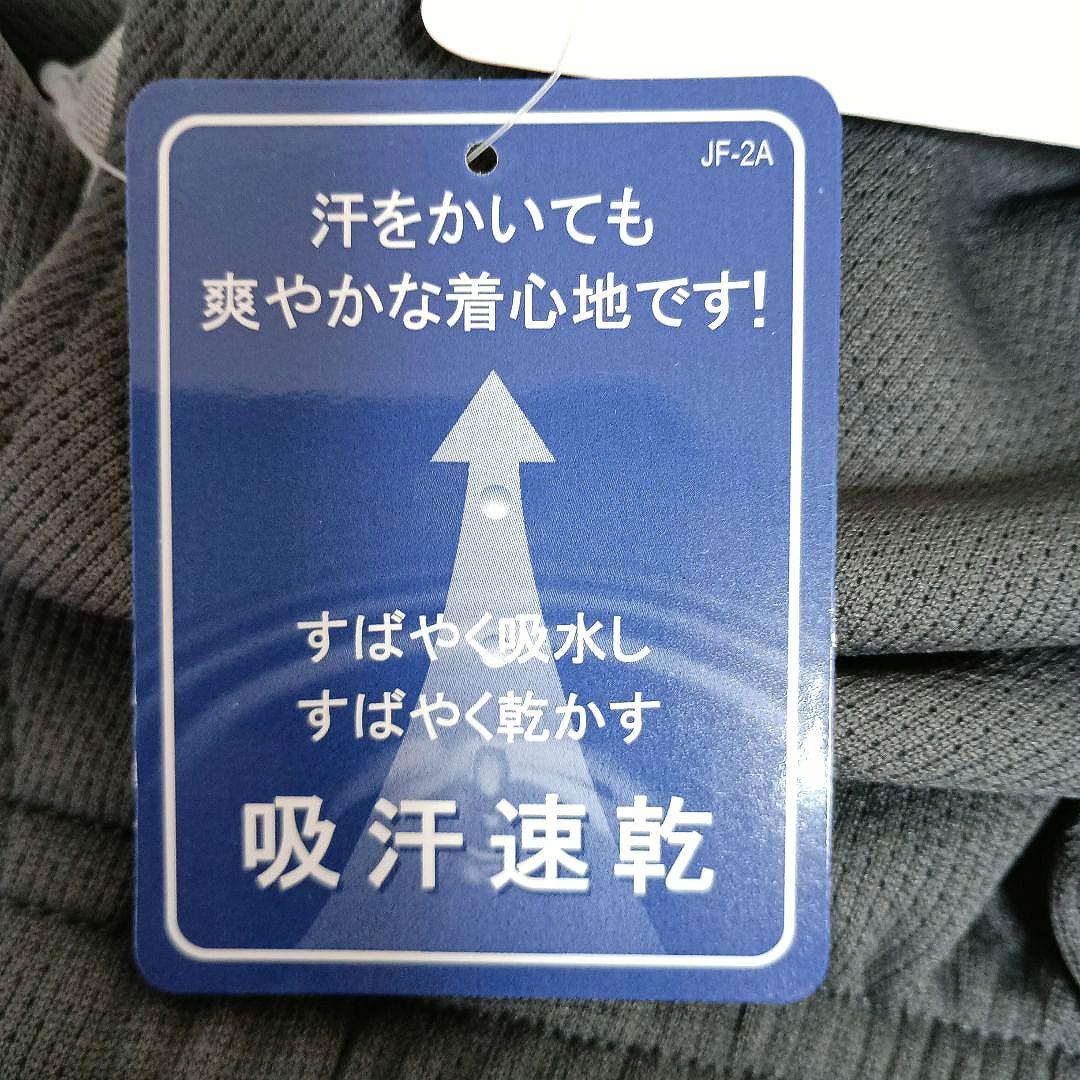 JF-2A
汗をかいても
爽やかな着心地です!
すばやく吸水し
すばやく乾かす
吸汗速乾